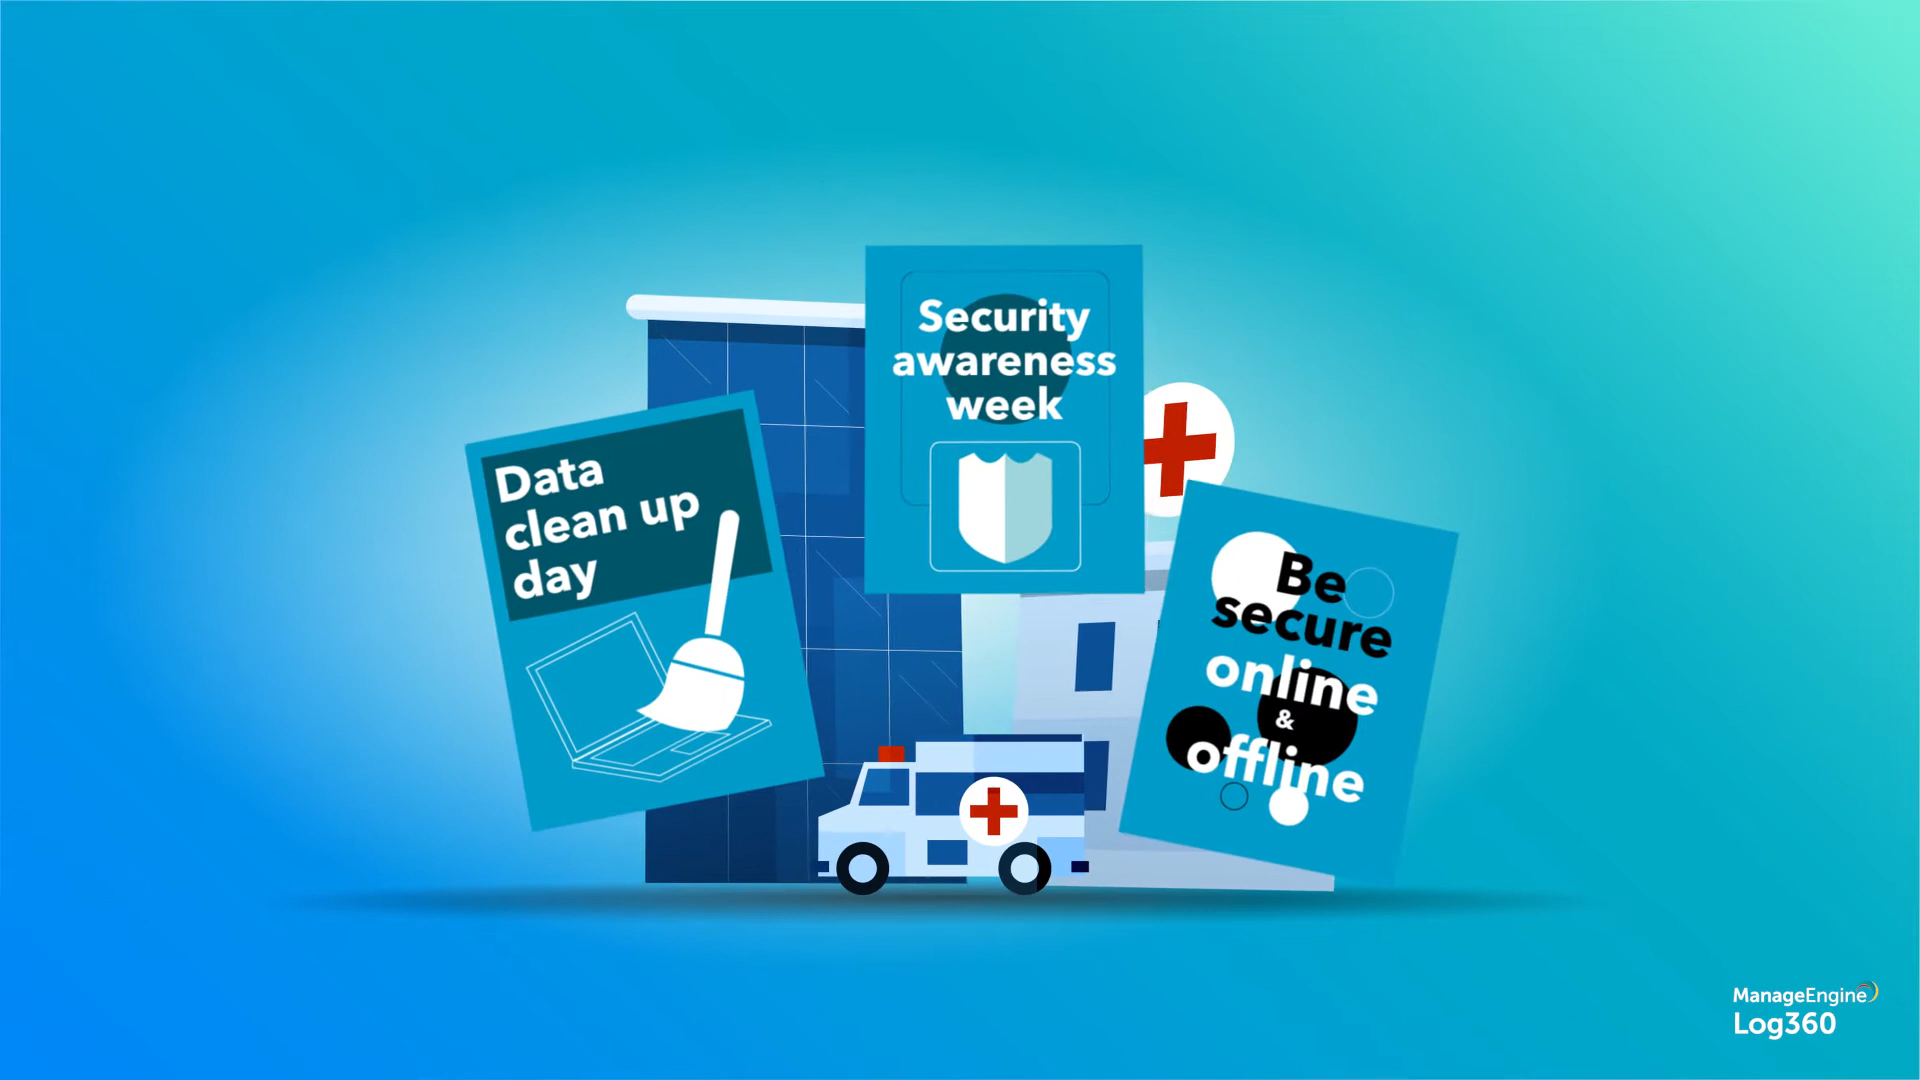 Security
awareness
week
Data
clean up
day
Be
secure
online
&
offline
ManageEngine
Log360